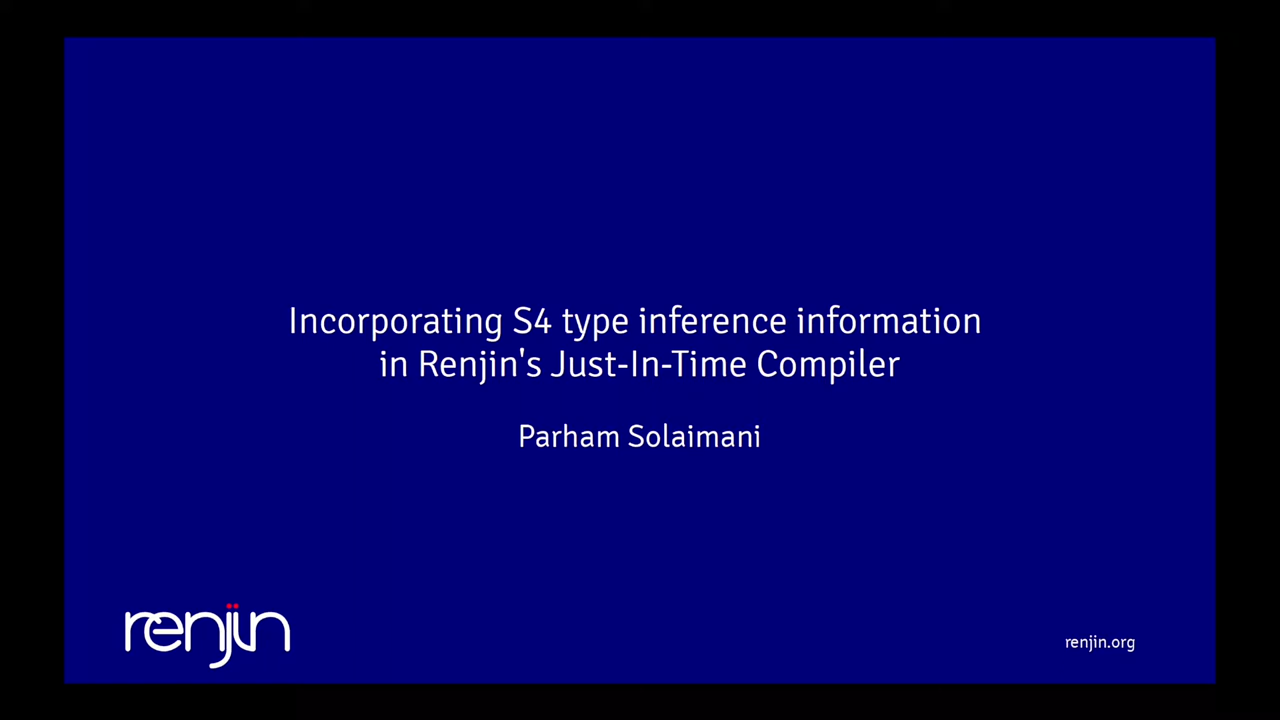 Incorporating S4 type inference information
in Renjin's Just-In-Time Compiler
Parham Solaimani
renjin
renjin.org